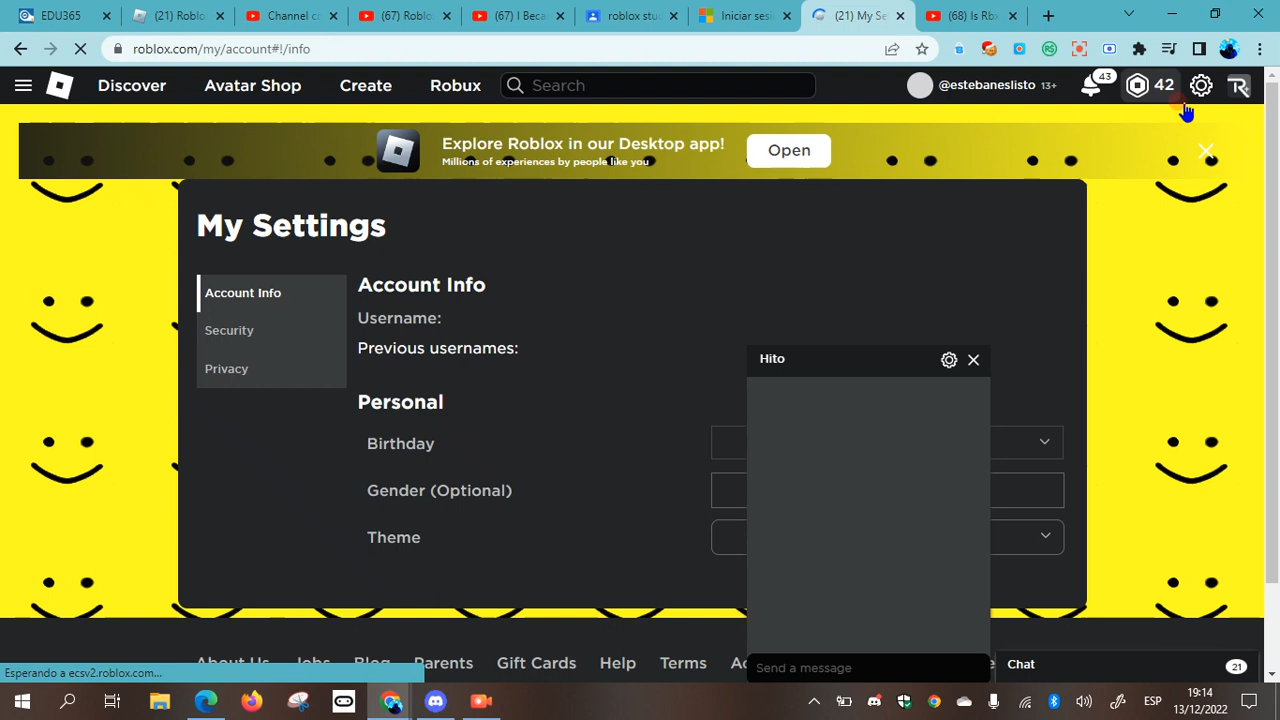 EDU365
(21) Roblox
Channel co
(67) Roblo
(67) I Beca
roblox stud
Iniciar sesi
(21) My Se
(68) Is Rbx
roblox.com/my/account#!/info
Discover
Avatar Shop
Create
Robux
Search
@estebaneslisto 13+
43
42
Explore Roblox in our Desktop app!
Millions of experiences by people like you
Open
My Settings
Account Info
Security
Privacy
Account Info
Username:
Previous usernames:
Personal
Birthday
Gender (Optional)
Theme
Hito
Send a message
About Us
Jobs
Blog
Parents
Gift Cards
Help
Terms
Chat
21
Esperando a ecsv2.roblox.com...
ESP
19:14
13/12/2022